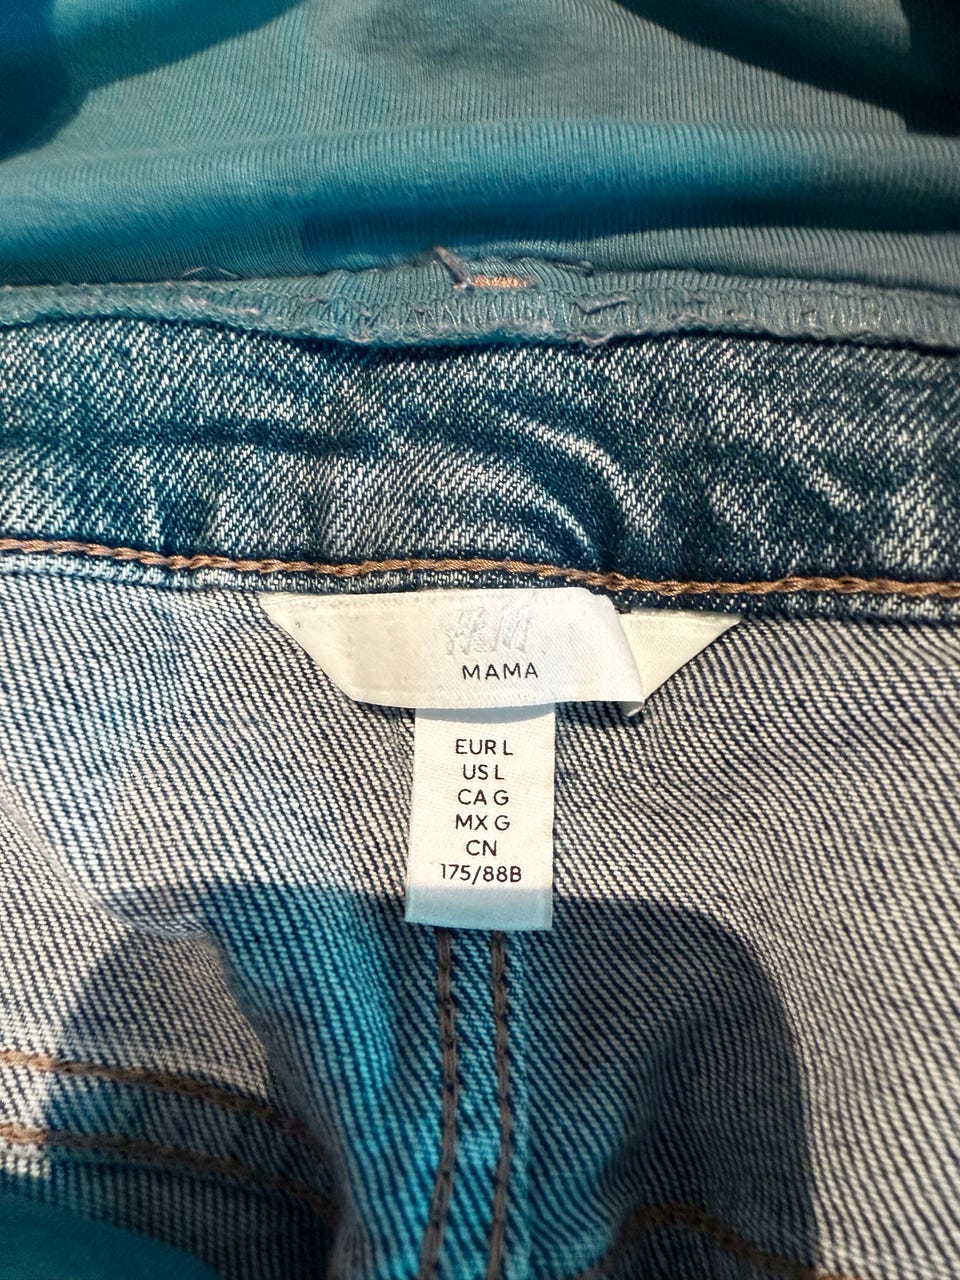 H&M
MAMA
EUR L
US L
CA G
MX G
CN
175/88B